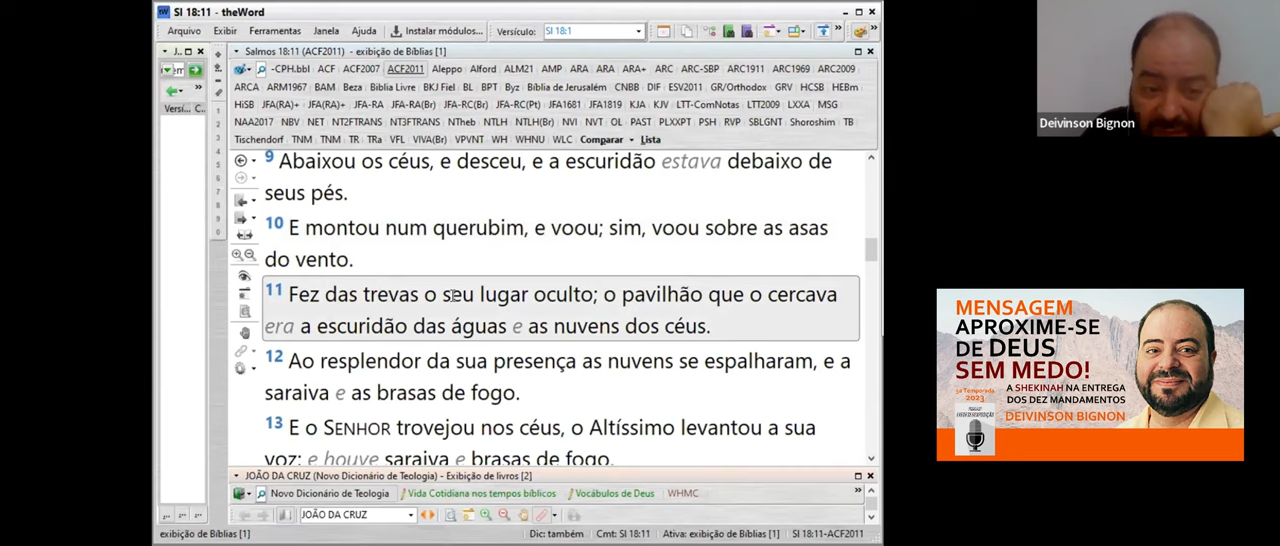 Sl 18:11 - theWord
Arquivo Exibir Ferramentas Ajuda Instalar módulos... Versículo: Sl 18:1
Salmos 18:11 (ACF2011) - exibição de Bíblias [1]
-CPH.bbl ACF ACF2007 ACF2011 Aleppo Alford ALM21 AMP ARA ARA ARA+ ARC ARC-SBP ARC1911 ARC1969 ARC2009
ARCA ARM1967 BAM Beza Bíblia Livre BKJ Fiel BL BPT Byz Bíblia de Jerusalém CNBB DIF ESV2011 GR/Orthodox GRV HCSB HEBm
HiSB JFA(RA)+ JFA(RA)+ JFA-RA JFA-RA(Br) JFA-RC(Br) JFA-RC(Pt) JFA1681 JFA1819 KJA KJV LTT-ComNotas LTT2009 LXXA MSG
NAA2017 NBV NET NT2FTRANS NT3FTRANS NTheb NTLH NTLH(Br) NVI NVT OL PAST PLXXPT PSH RVP SBLGNT Shoroshim TB
Tischendorf TNM TNM TR TRa VFL VIVA(Br) VPVNT WH WHNU WLC Comparar Lista
9 Abaixou os céus, e desceu, e a escuridão estava debaixo de
seus pés.
10 E montou num querubim, e voou; sim, voou sobre as asas
do vento.
11 Fez das trevas o seu lugar oculto; o pavilhão que o cercava
era a escuridão das águas e as nuvens dos céus.
12 Ao resplendor da sua presença as nuvens se espalharam, e a
saraiva e as brasas de fogo.
13 E o SENHOR trovejou nos céus, o Altíssimo levantou a sua
voz; e houve saraiva e brasas de fogo.
JOÃO DA CRUZ (Novo Dicionário de Teologia) - Exibição de livros [2]
Novo Dicionário de Teologia Vida Cotidiana nos tempos bíblicos Vocábulos de Deus WHMC
JOÃO DA CRUZ
exibição de Bíblias [1] Dic: também Cmt: Sl 18:11 Ativa: exibição de Bíblias [1] Sl 18:11-ACF2011
Deivinson Bignon
MENSAGEM
APROXIME-SE
DE DEUS
SEM MEDO!
A SHEKINAH NA ENTREGA
DOS DEZ MANDAMENTOS
DEIVINSON BIGNON
2023